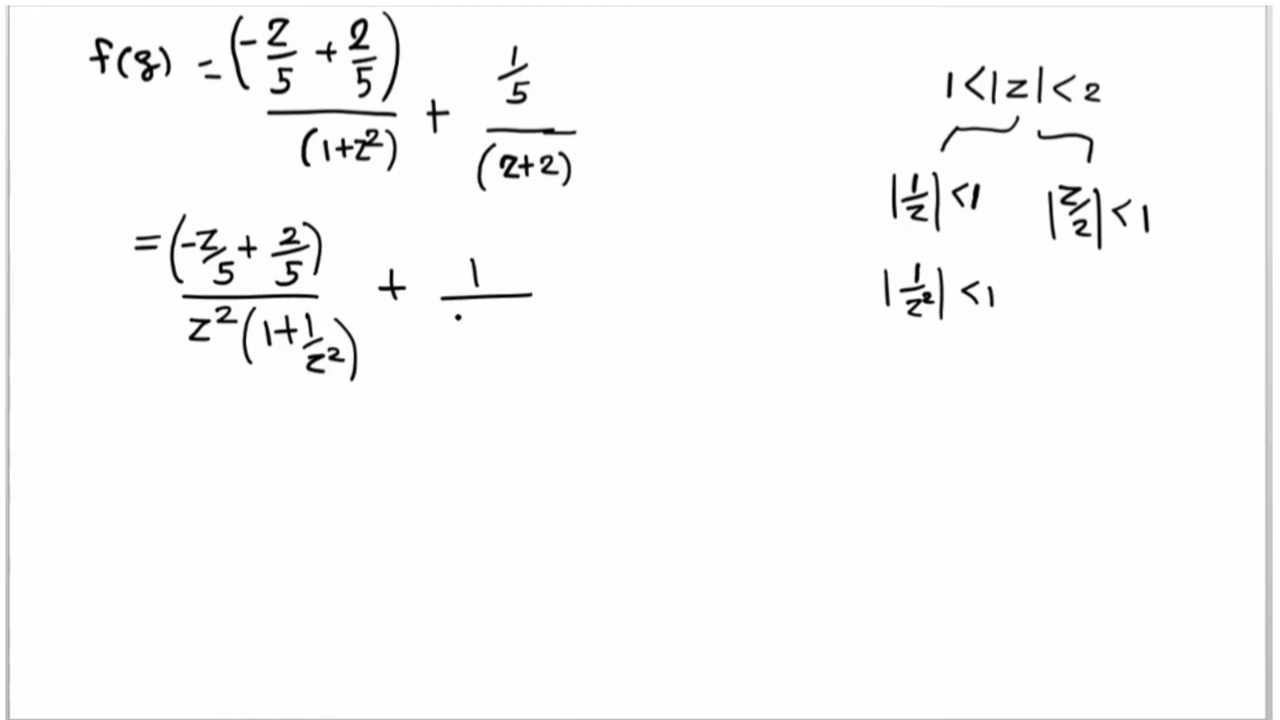 f(z) = (-z/5 + 2/5)/(1+z²) + (1/5)/(z+2)
= (-z/5 + 2/5)/(z²(1+1/z²)) + 1/.
1<|z|<2
|1/z|<1 |z/2|<1
|1/z²|<1